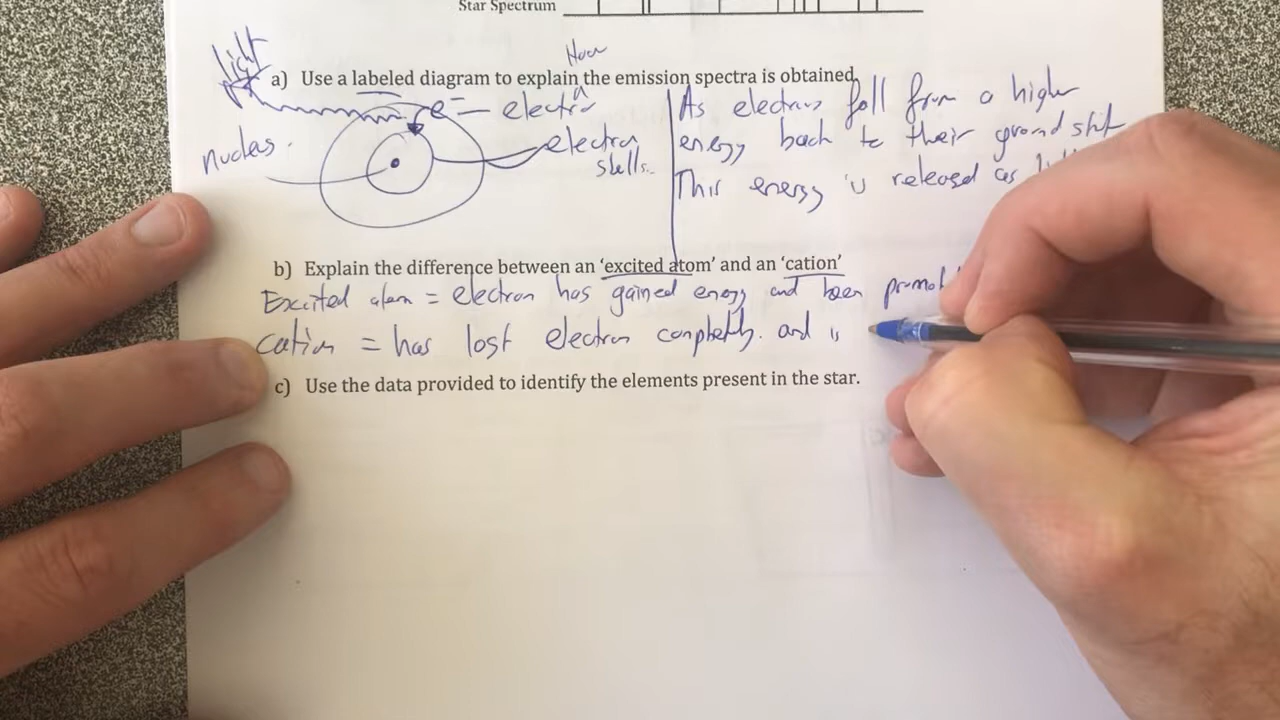 Star Spectrum
How
a) Use a labeled diagram to explain the emission spectra is obtained.
light
e- electron
electron
shells..
nucleus.
As electrons fall from a higher
energy back to their ground
This energy is released as
b) Explain the difference between an ‘excited atom’ and an ‘cation’
Excited atom = electron has gained energy and been
cation = has lost electron completely. and is
c) Use the data provided to identify the elements present in the star.